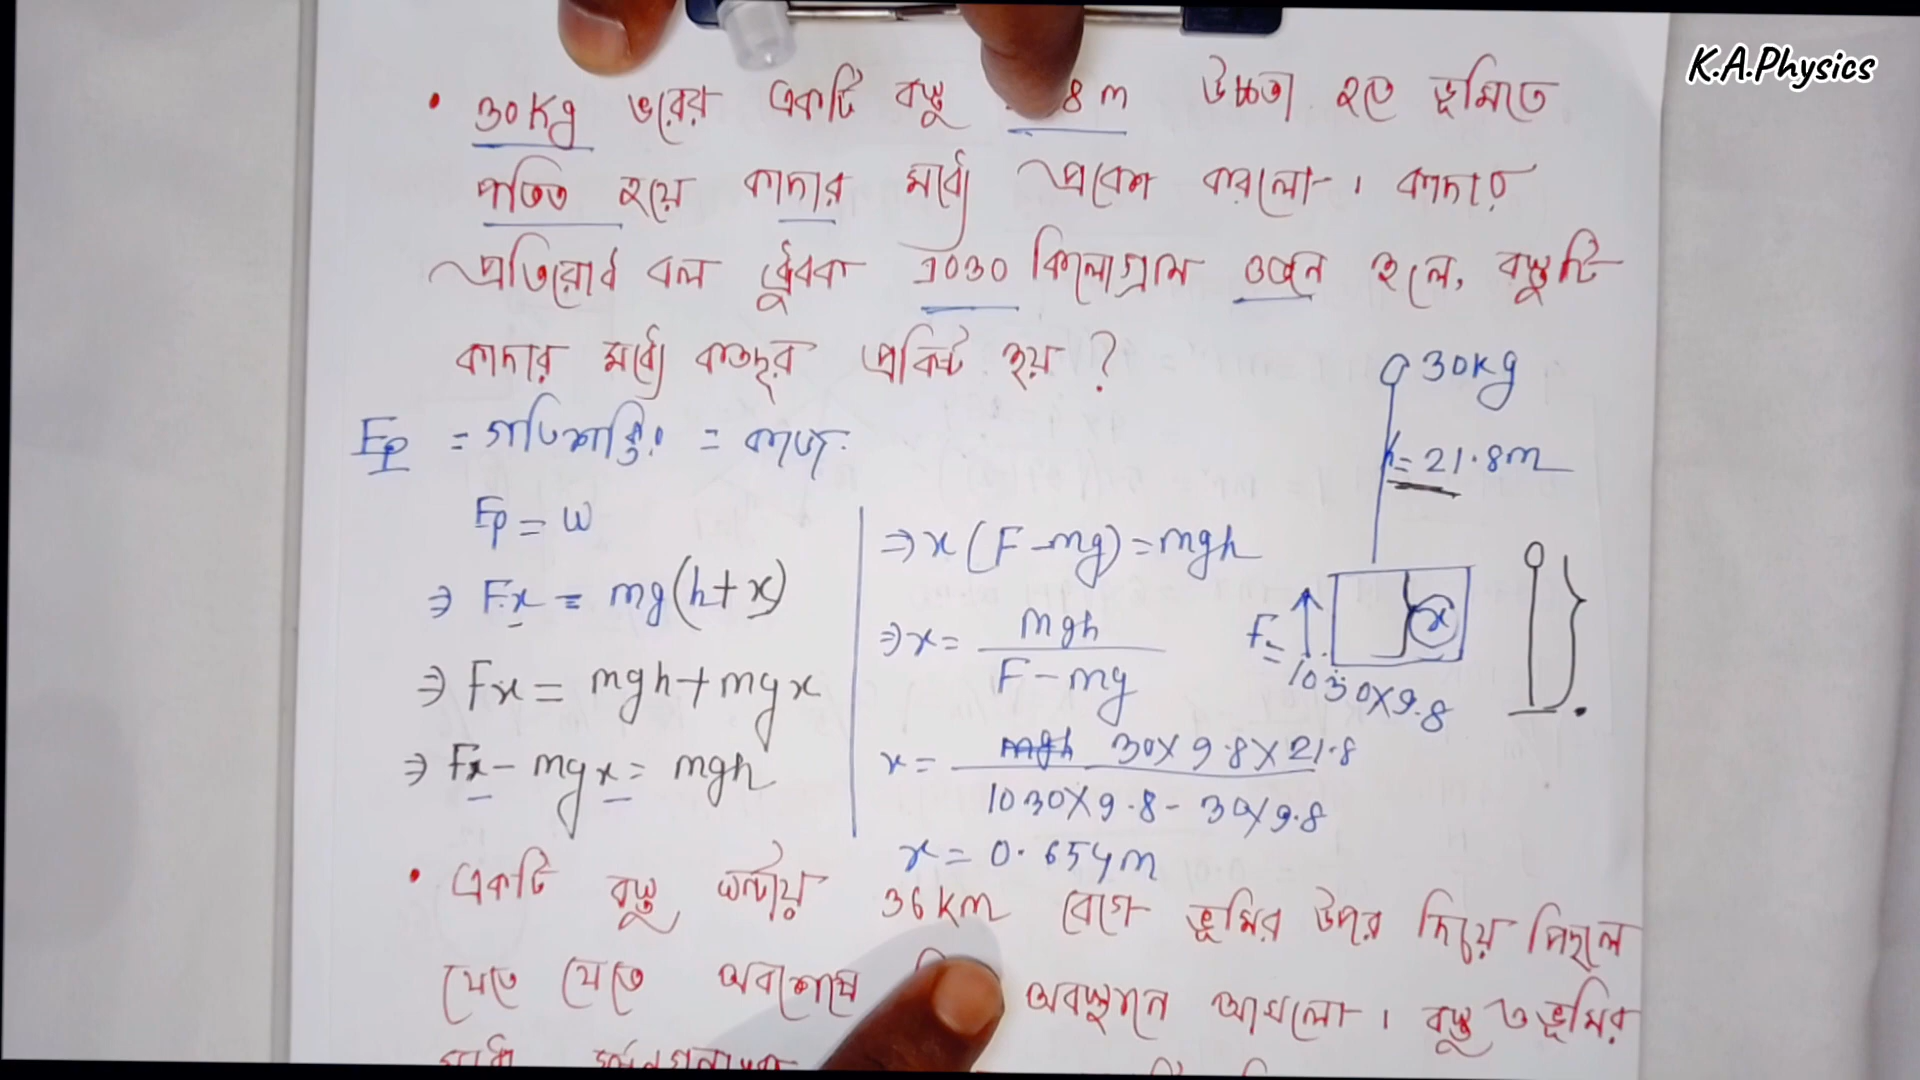 K.A.Physics
• 30Kg ভরের একটি বস্তু 8m উচ্চতা হতে ভূমিতে
পতিত হয়ে কাদার মধ্যে প্রবেশ করলো। কাদার
প্রতিরোধ বল ধ্রুবক 1030 কিলোগ্রাম ওজন হলে, বস্তুটি
কাদার মধ্যে কতদূর প্রবিষ্ট হয় ?
30kg
Ep = গতিশক্তি = কাজ
h = 21.8m
Ep = W
⇒ F.x = mg(h+x)
⇒ Fx = mgh + mgx
⇒ Fx - mgx = mgh
⇒ x (F - mg) = mgh
⇒ x = mgh / F - mg
x = 30 X 9.8 X 21.8 / 1030 X 9.8 - 30 X 9.8
x = 0.654m
x
F = 1030 X 9.8
• একটি বস্তু ঘন্টায় 36km বেগে ভূমির উপর দিয়ে পিছলে
যেতে যেতে অবশেষে অবস্থানে আসলো। বস্তু ও ভূমির